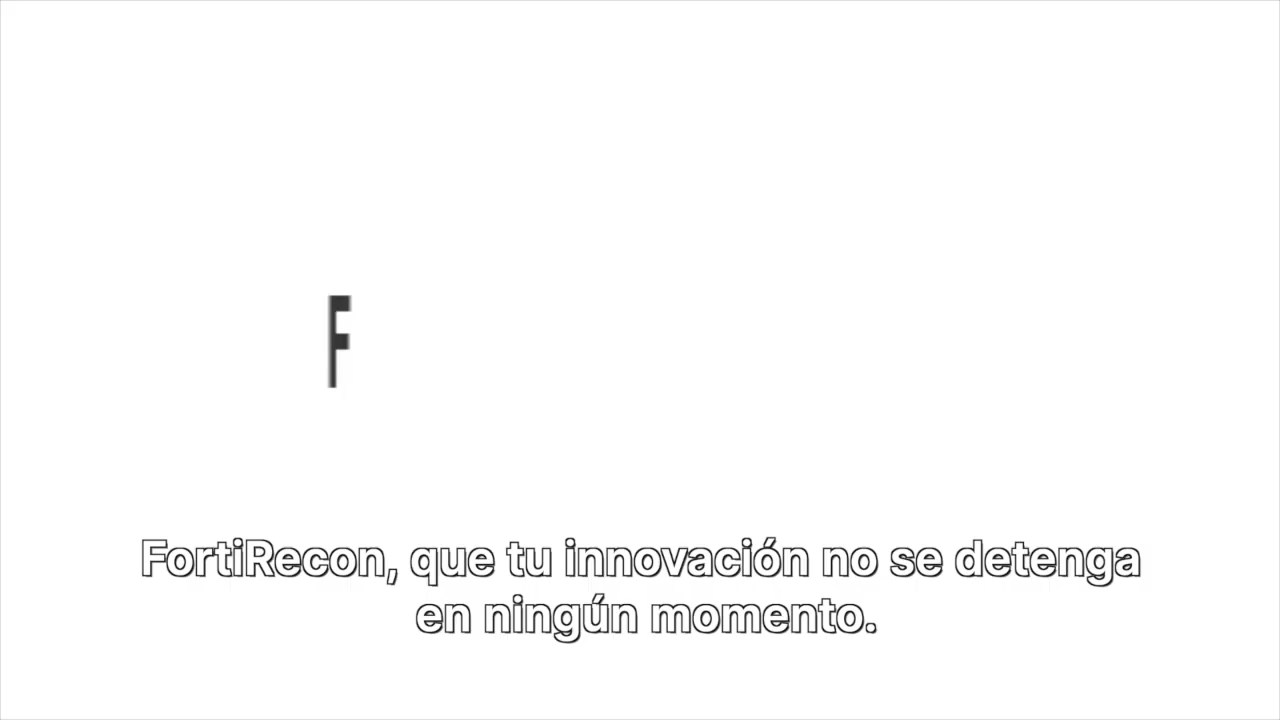 F
FortiRecon, que tu innovación no se detenga
en ningún momento.